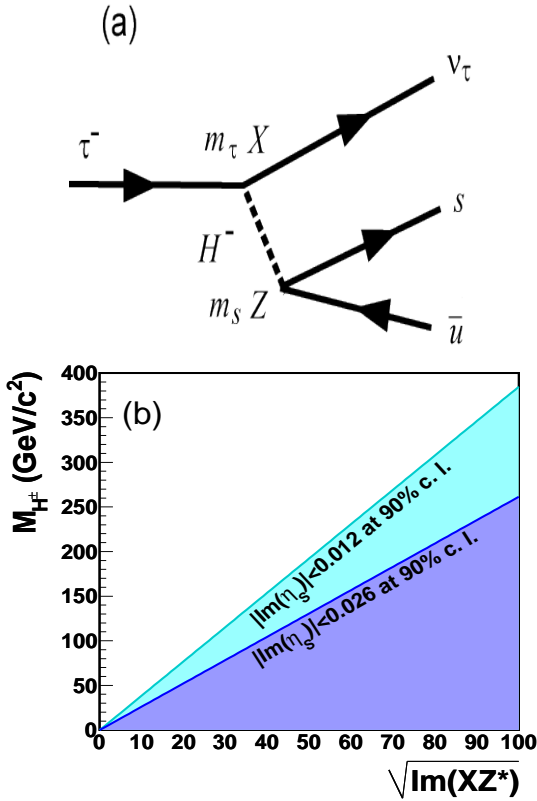 (a)
ν_τ
τ⁻
m_τ X
s
H⁻
m_s Z
ū
(b)
M_H± (GeV/c²)
400
350
300
250
200
150
100
50
0
|Im(η_s)|<0.012 at 90% c. l.
|Im(η_s)|<0.026 at 90% c. l.
0 10 20 30 40 50 60 70 80 90 100
√Im(XZ*)